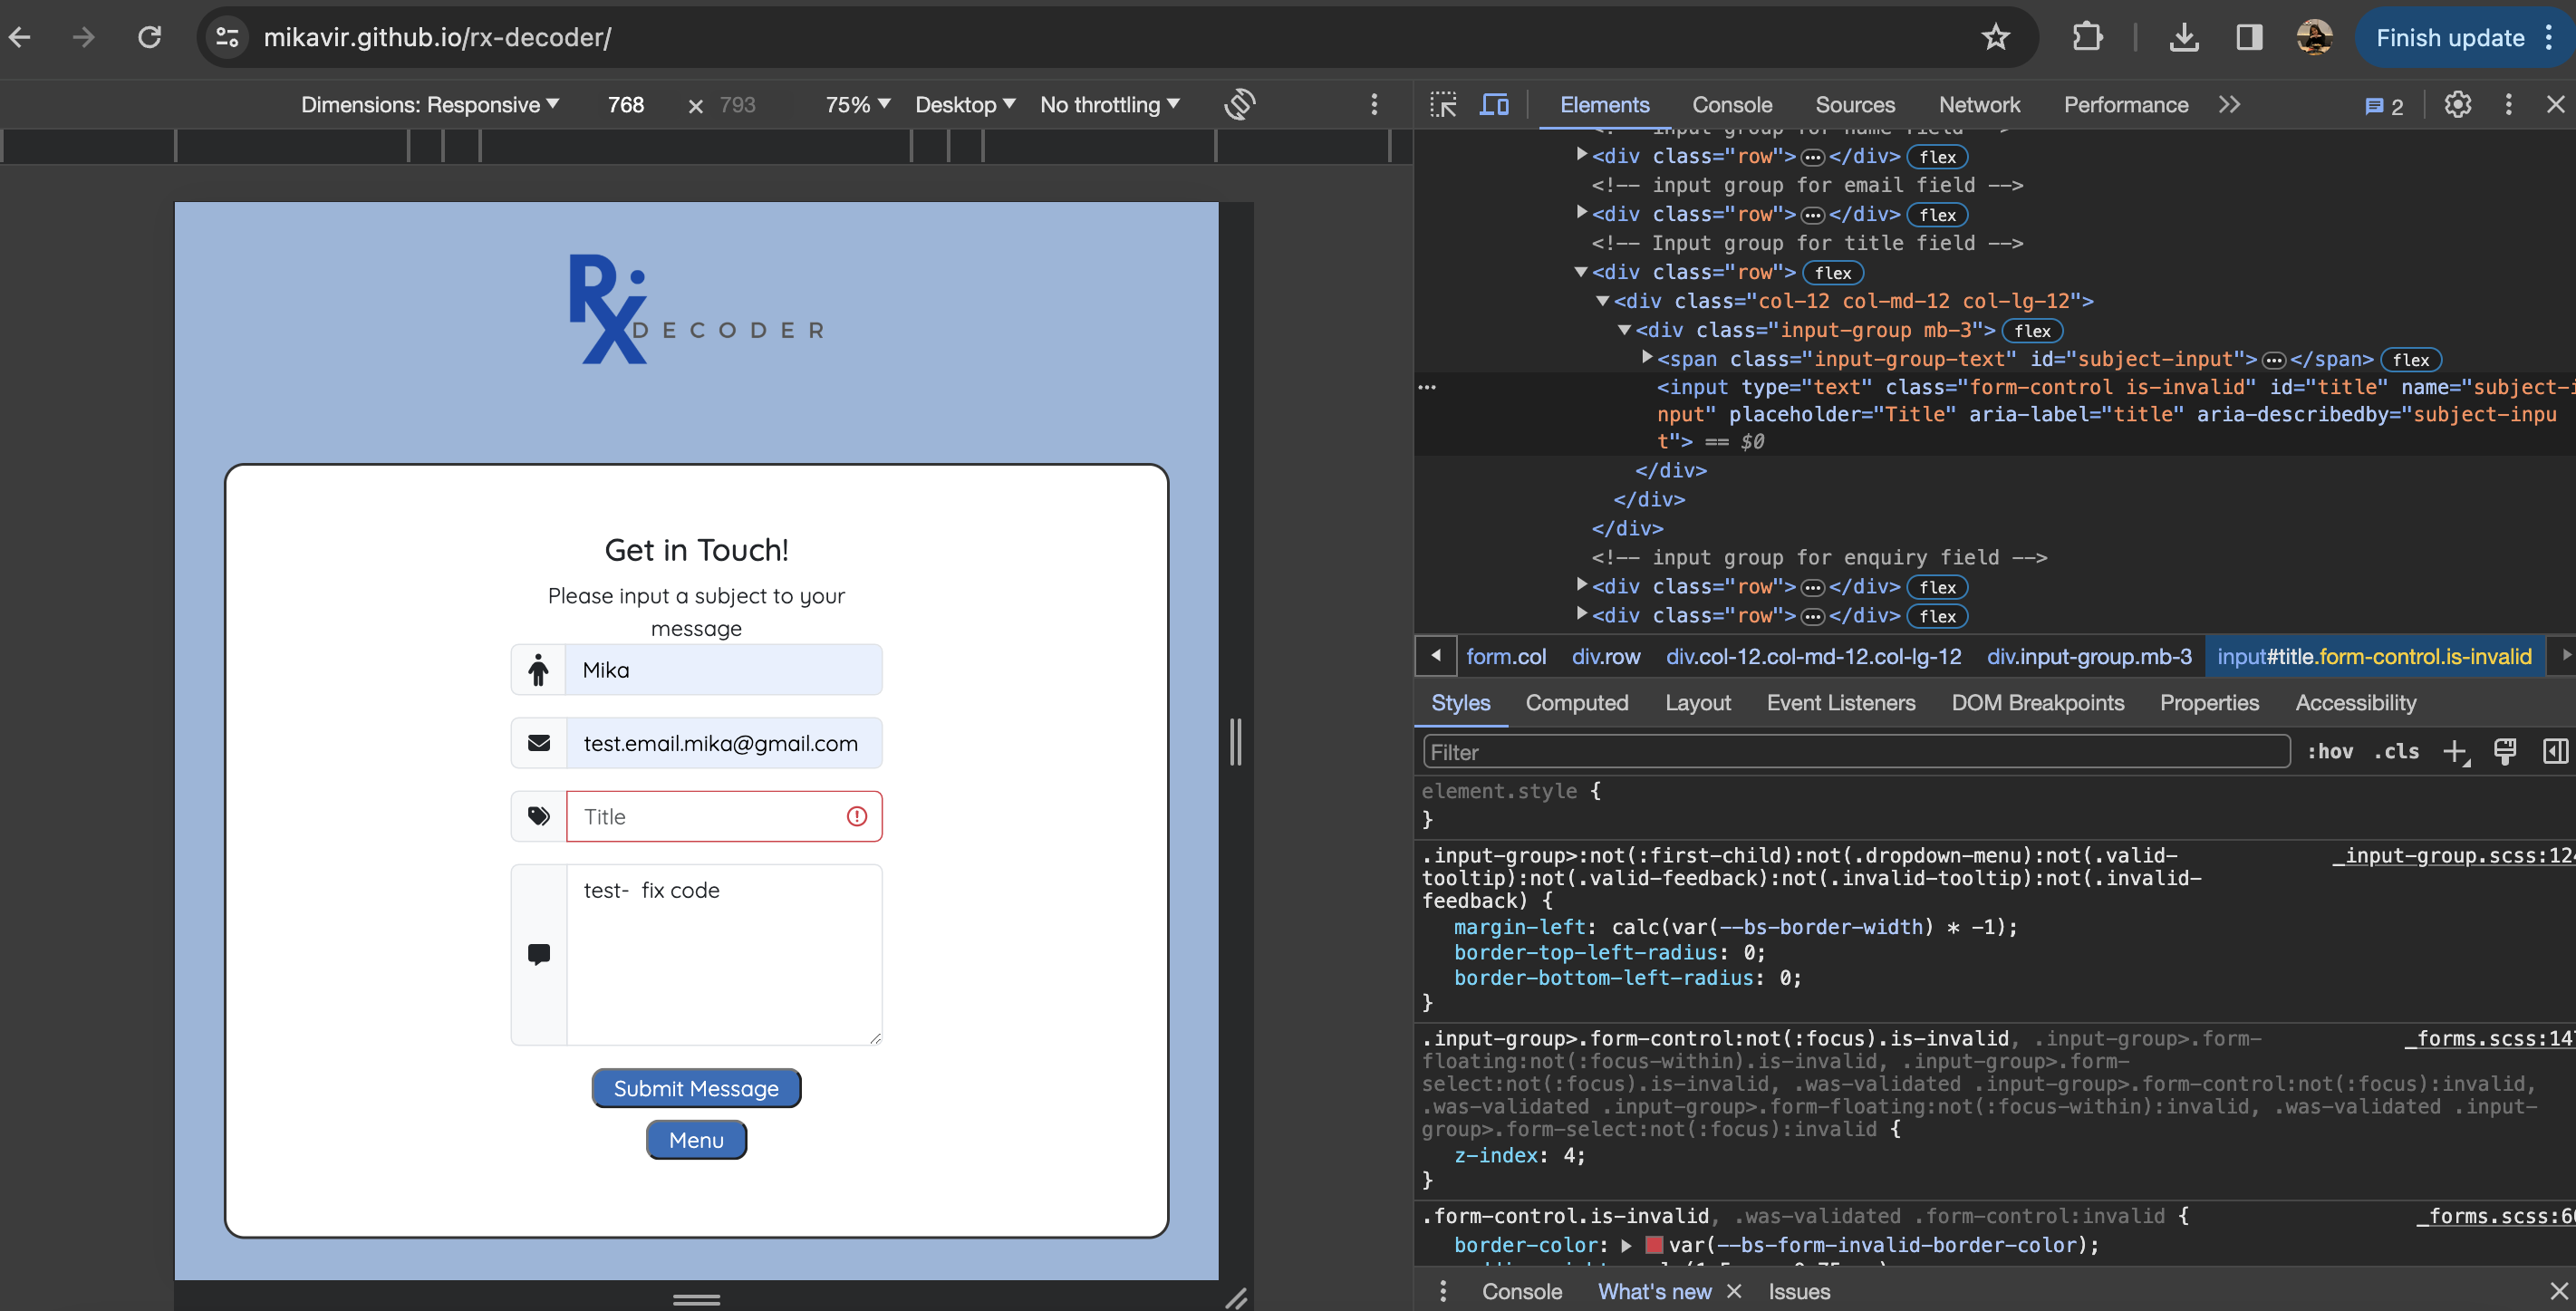 mikavir.github.io/rx-decoder/
Finish update
Dimensions: Responsive 768 × 793 75% Desktop No throttling
Elements Console Sources Network Performance 2
<!-- input group for name field -->
<div class="row">…</div> flex
<!-- input group for email field -->
<div class="row">…</div> flex
<!-- Input group for title field -->
<div class="row"> flex
<div class="col-12 col-md-12 col-lg-12">
<div class="input-group mb-3"> flex
<span class="input-group-text" id="subject-input">…</span> flex
<input type="text" class="form-control is-invalid" id="title" name="subject-i
nput" placeholder="Title" aria-label="title" aria-describedby="subject-inpu
t"> == $0
</div>
</div>
</div>
<!-- input group for enquiry field -->
<div class="row">…</div> flex
<div class="row">…</div> flex
form.col div.row div.col-12.col-md-12.col-lg-12 div.input-group.mb-3 input#title.form-control.is-invalid
Styles Computed Layout Event Listeners DOM Breakpoints Properties Accessibility
Filter :hov .cls
element.style {
}
.input-group>:not(:first-child):not(.dropdown-menu):not(.valid- _input-group.scss:124
tooltip):not(.valid-feedback):not(.invalid-tooltip):not(.invalid-
feedback) {
margin-left: calc(var(--bs-border-width) * -1);
border-top-left-radius: 0;
border-bottom-left-radius: 0;
}
.input-group>.form-control:not(:focus).is-invalid, .input-group>.form- _forms.scss:147
floating:not(:focus-within).is-invalid, .input-group>.form-
select:not(:focus).is-invalid, .was-validated .input-group>.form-control:not(:focus):invalid,
.was-validated .input-group>.form-floating:not(:focus-within):invalid, .was-validated .input-
group>.form-select:not(:focus):invalid {
z-index: 4;
}
.form-control.is-invalid, .was-validated .form-control:invalid { _forms.scss:60
border-color: var(--bs-form-invalid-border-color);
Console What's new Issues
Rx
DECODER
Get in Touch!
Please input a subject to your
message
Mika
test.email.mika@gmail.com
Title
test- fix code
Submit Message
Menu